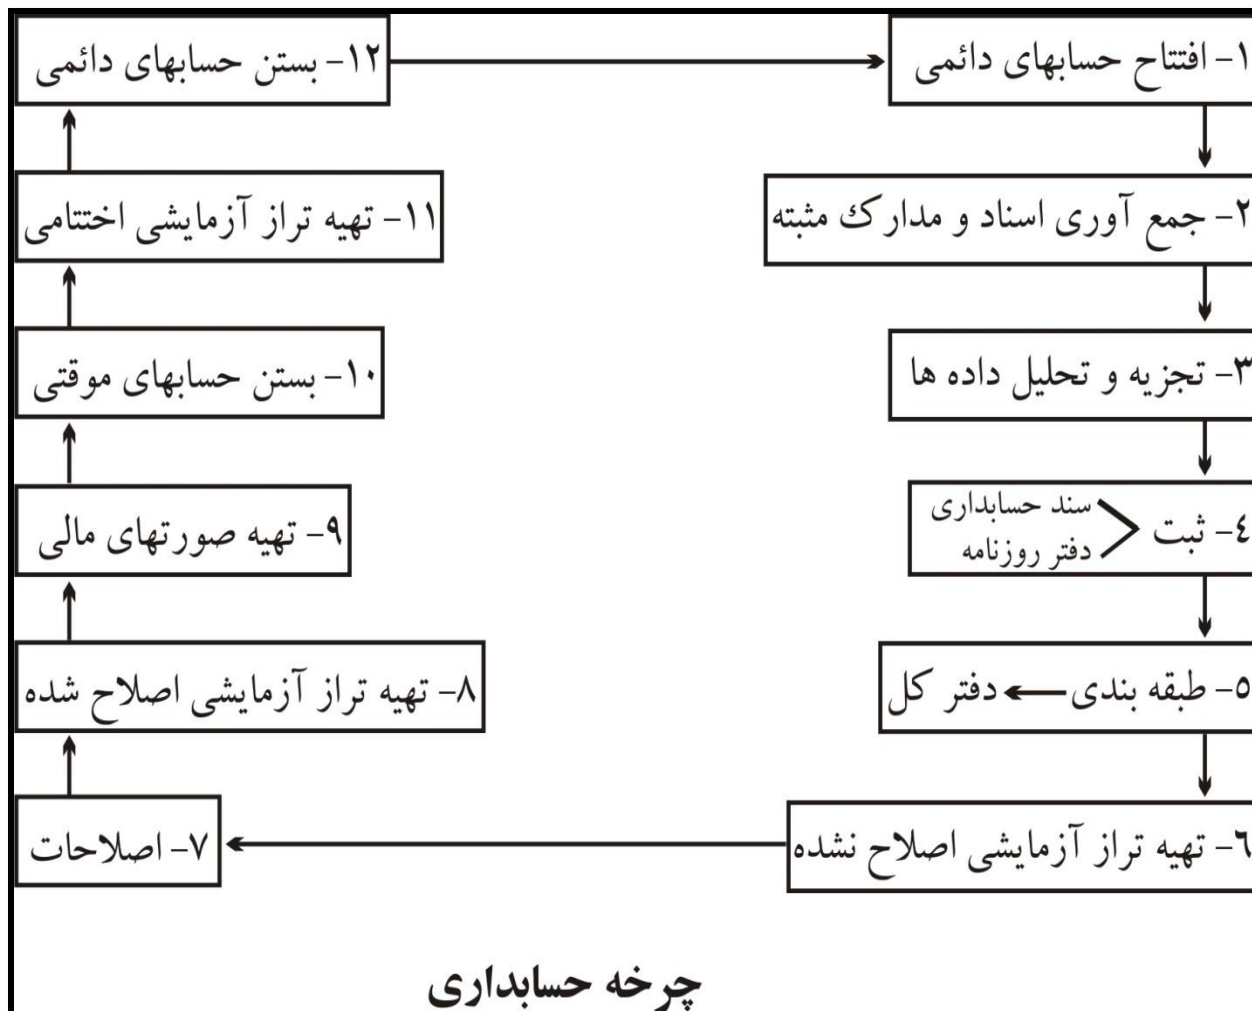 ۱- افتتاح حسابهای دائمی
۲- جمع آوری اسناد و مدارك مثبته
۳- تجزیه و تحلیل داده ها
٤- ثبت
سند حسابداری
دفتر روزنامه
٥- طبقه بندی
دفتر کل
٦- تهیه تراز آزمایشی اصلاح نشده
۷- اصلاحات
۸- تهیه تراز آزمایشی اصلاح شده
۹- تهیه صورتهای مالی
۱۰- بستن حسابهای موقتی
۱۱- تهیه تراز آزمایشی اختتامی
۱۲- بستن حسابهای دائمی
چرخه حسابداری